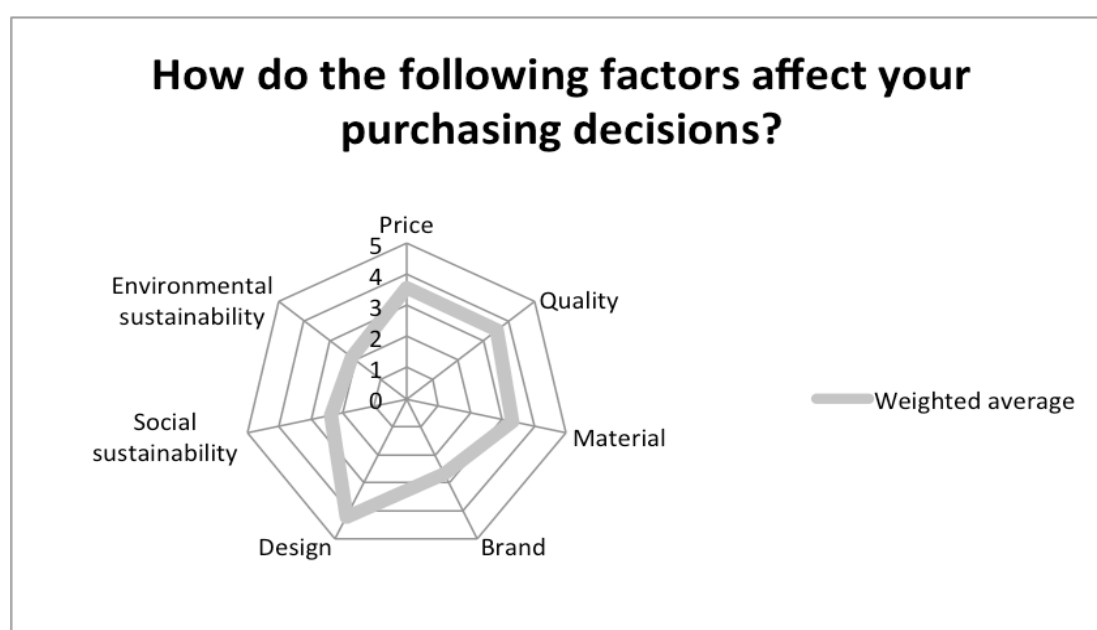 How do the following factors affect your
purchasing decisions?
Price
5
4
3
2
1
0
Quality
Material
Brand
Design
Social
sustainability
Environmental
sustainability
Weighted average